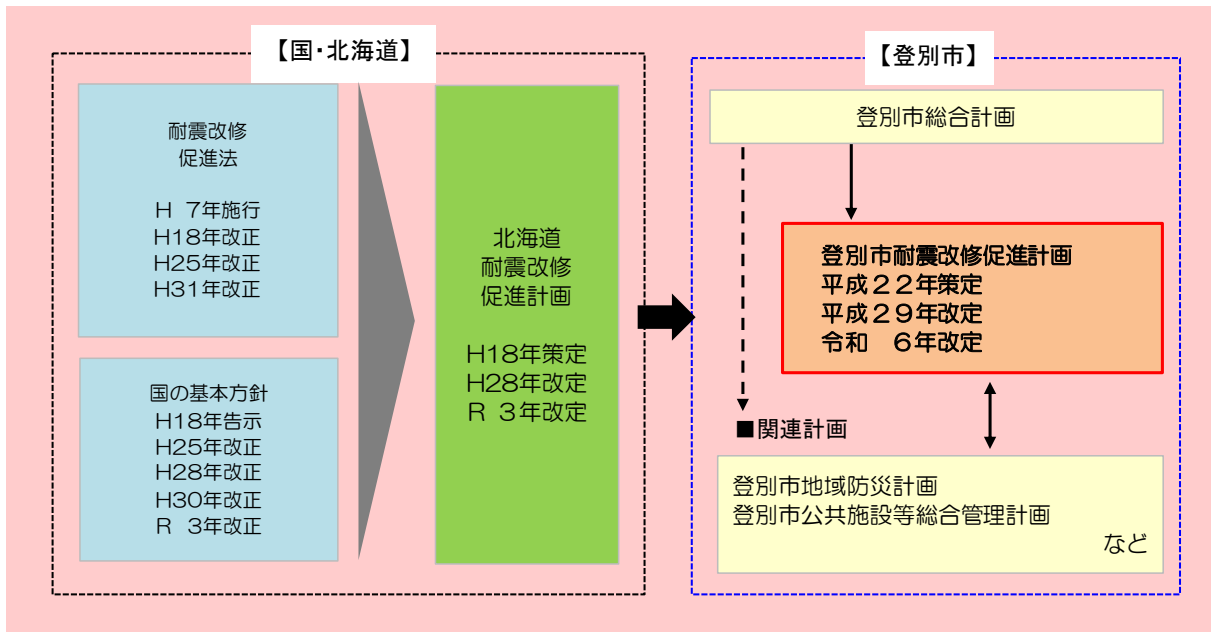 【国・北海道】
耐震改修
促進法
H 7年施行
H18年改正
H25年改正
H31年改正
国の基本方針
H18年告示
H25年改正
H28年改正
H30年改正
R 3年改正
北海道
耐震改修
促進計画
H18年策定
H28年改定
R 3年改定
【登別市】
登別市総合計画
登別市耐震改修促進計画
平成２２年策定
平成２９年改定
令和　６年改定
■関連計画
登別市地域防災計画
登別市公共施設等総合管理計画
など